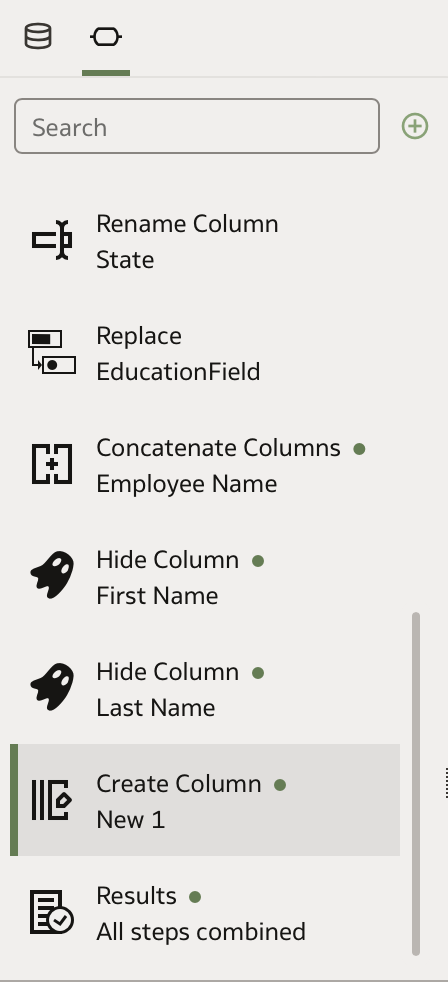 Search
Rename Column
State
Replace
EducationField
Concatenate Columns
Employee Name
Hide Column
First Name
Hide Column
Last Name
Create Column
New 1
Results
All steps combined